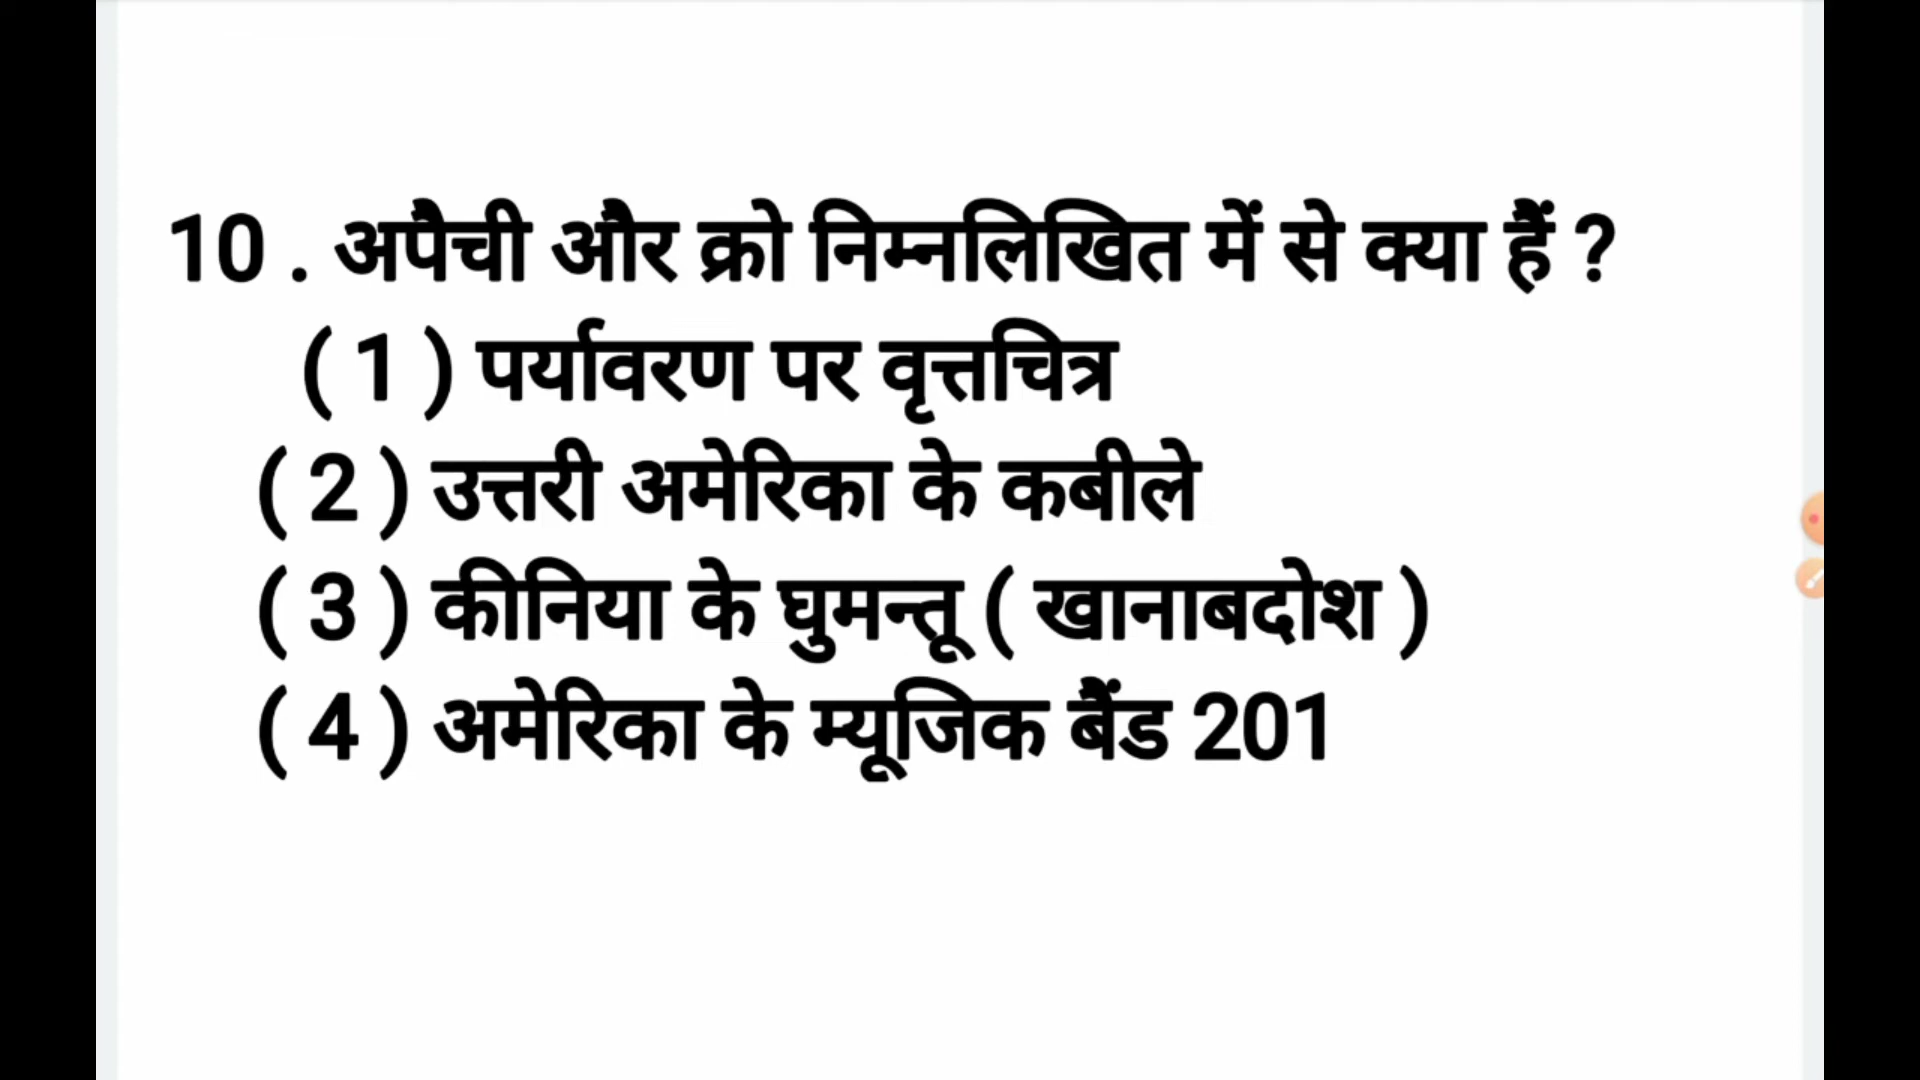 10 . अपैची और क्रो निम्नलिखित में से क्या हैं ?
( 1 ) पर्यावरण पर वृत्तचित्र
( 2 ) उत्तरी अमेरिका के कबीले
( 3 ) कीनिया के घुमन्तू ( खानाबदोश )
( 4 ) अमेरिका के म्यूजिक बैंड 201